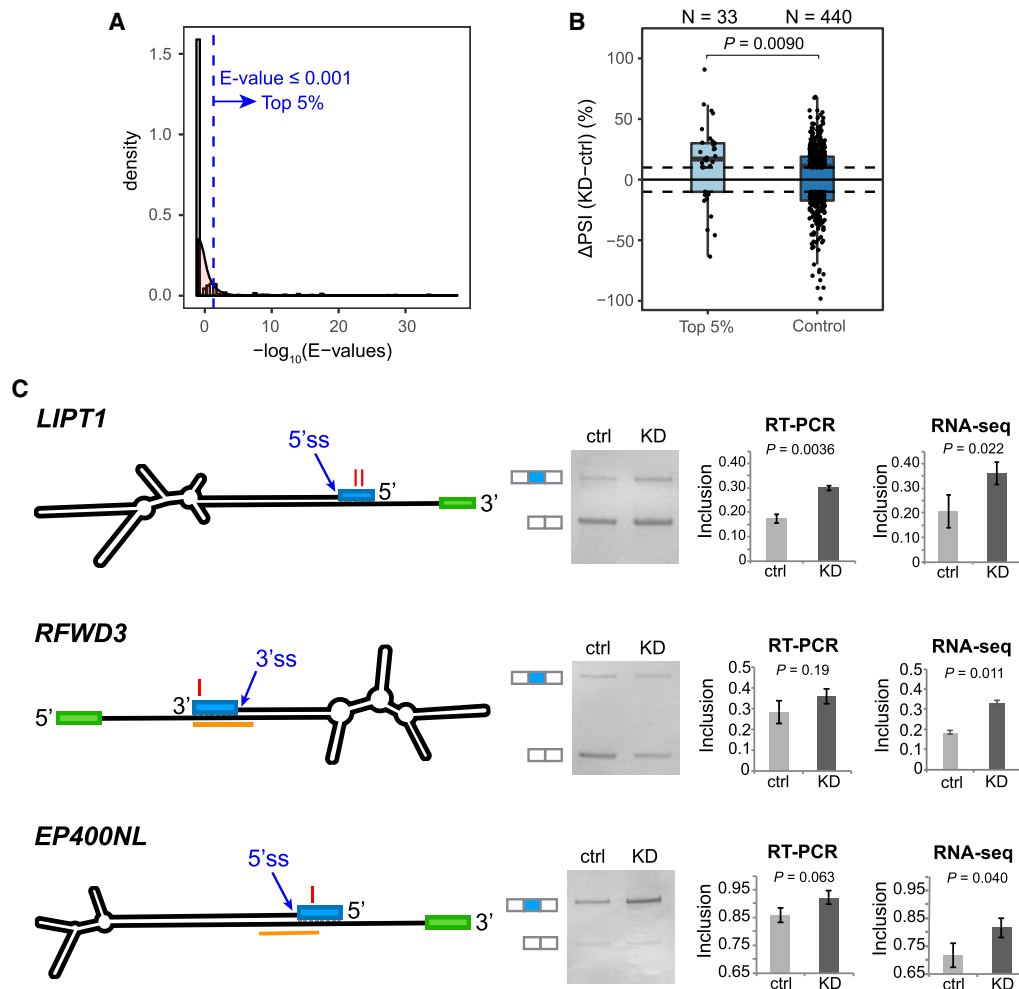 A
1.5
1.0
0.5
0.0
density
E-value ≤ 0.001
Top 5%
0 10 20 30
−log10(E−values)
B
N = 33 N = 440
P = 0.0090
100
50
0
−50
−100
ΔPSI (KD−ctrl) (%)
Top 5% Control
C
LIPT1
5'ss
II
5'
3'
ctrl KD
RT-PCR
P = 0.0036
Inclusion
0.40
0.30
0.20
0.10
0
ctrl KD
RNA-seq
P = 0.022
Inclusion
0.40
0.30
0.20
0.10
0
ctrl KD
RFWD3
3'ss
I
3'
5'
ctrl KD
RT-PCR
P = 0.19
Inclusion
0.5
0.4
0.3
0.2
0.1
0
ctrl KD
RNA-seq
P = 0.011
Inclusion
0.5
0.4
0.3
0.2
0.1
0
ctrl KD
EP400NL
5'ss
I
5'
3'
ctrl KD
RT-PCR
P = 0.063
Inclusion
0.95
0.85
0.75
0.65
ctrl KD
RNA-seq
P = 0.040
Inclusion
0.95
0.85
0.75
0.65
ctrl KD